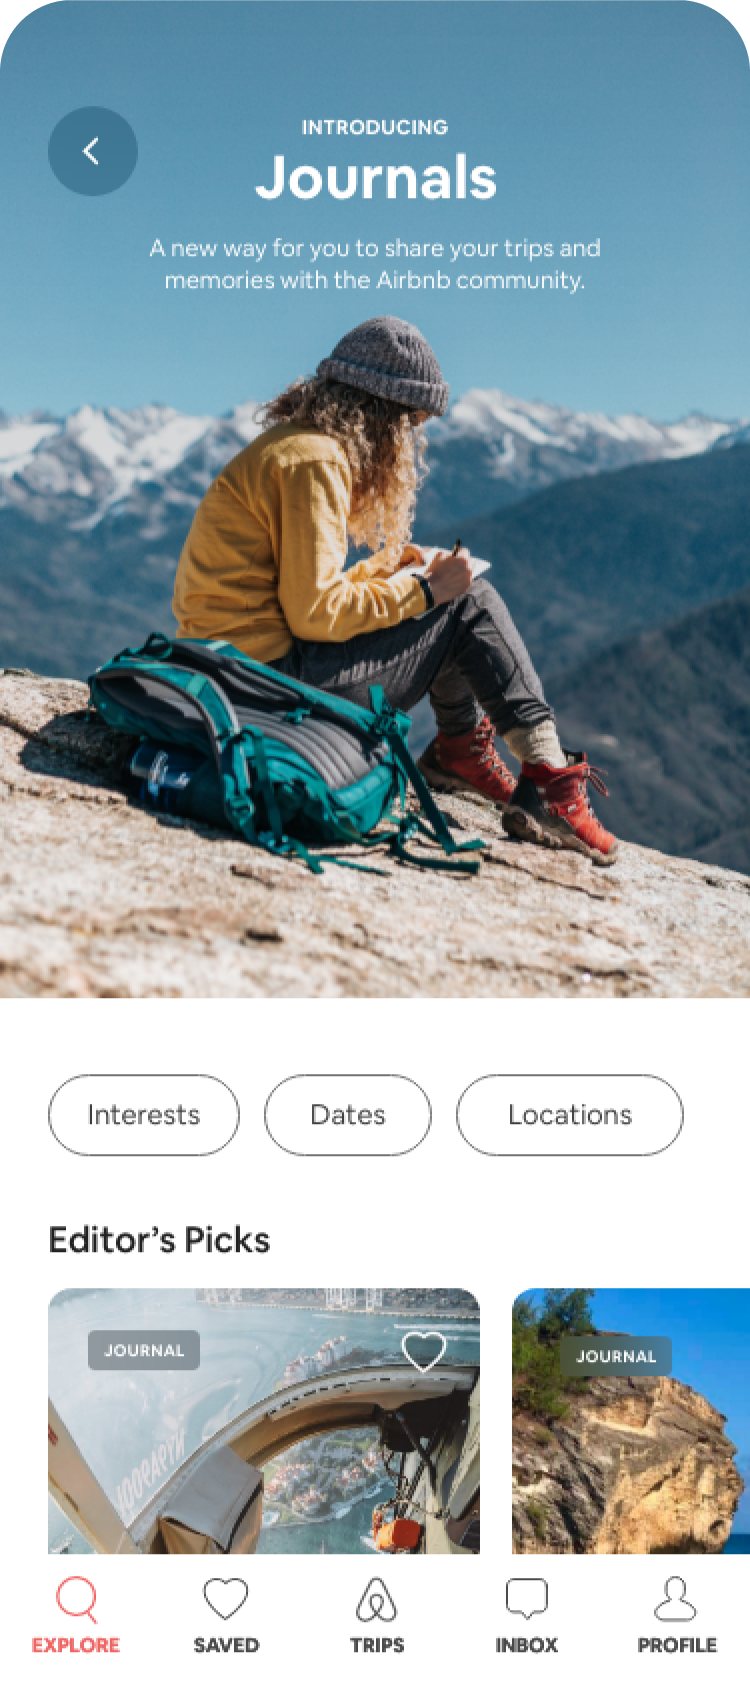 INTRODUCING
Journals
A new way for you to share your trips and
memories with the Airbnb community.
Interests
Dates
Locations
Editor’s Picks
JOURNAL
JOURNAL
EXPLORE
SAVED
TRIPS
INBOX
PROFILE